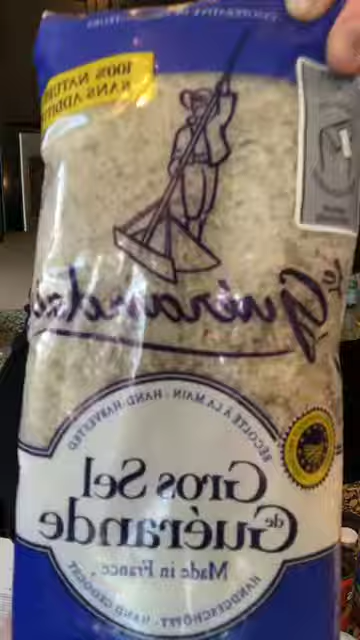 100% NATUREL
SANS ADDITIF
Le Guérandais
RÉCOLTÉ À LA MAIN - HAND-HARVESTED
Gros Sel
de Guérande
Made in France
HANDGESCHÖPFT - HAND GEOOGST